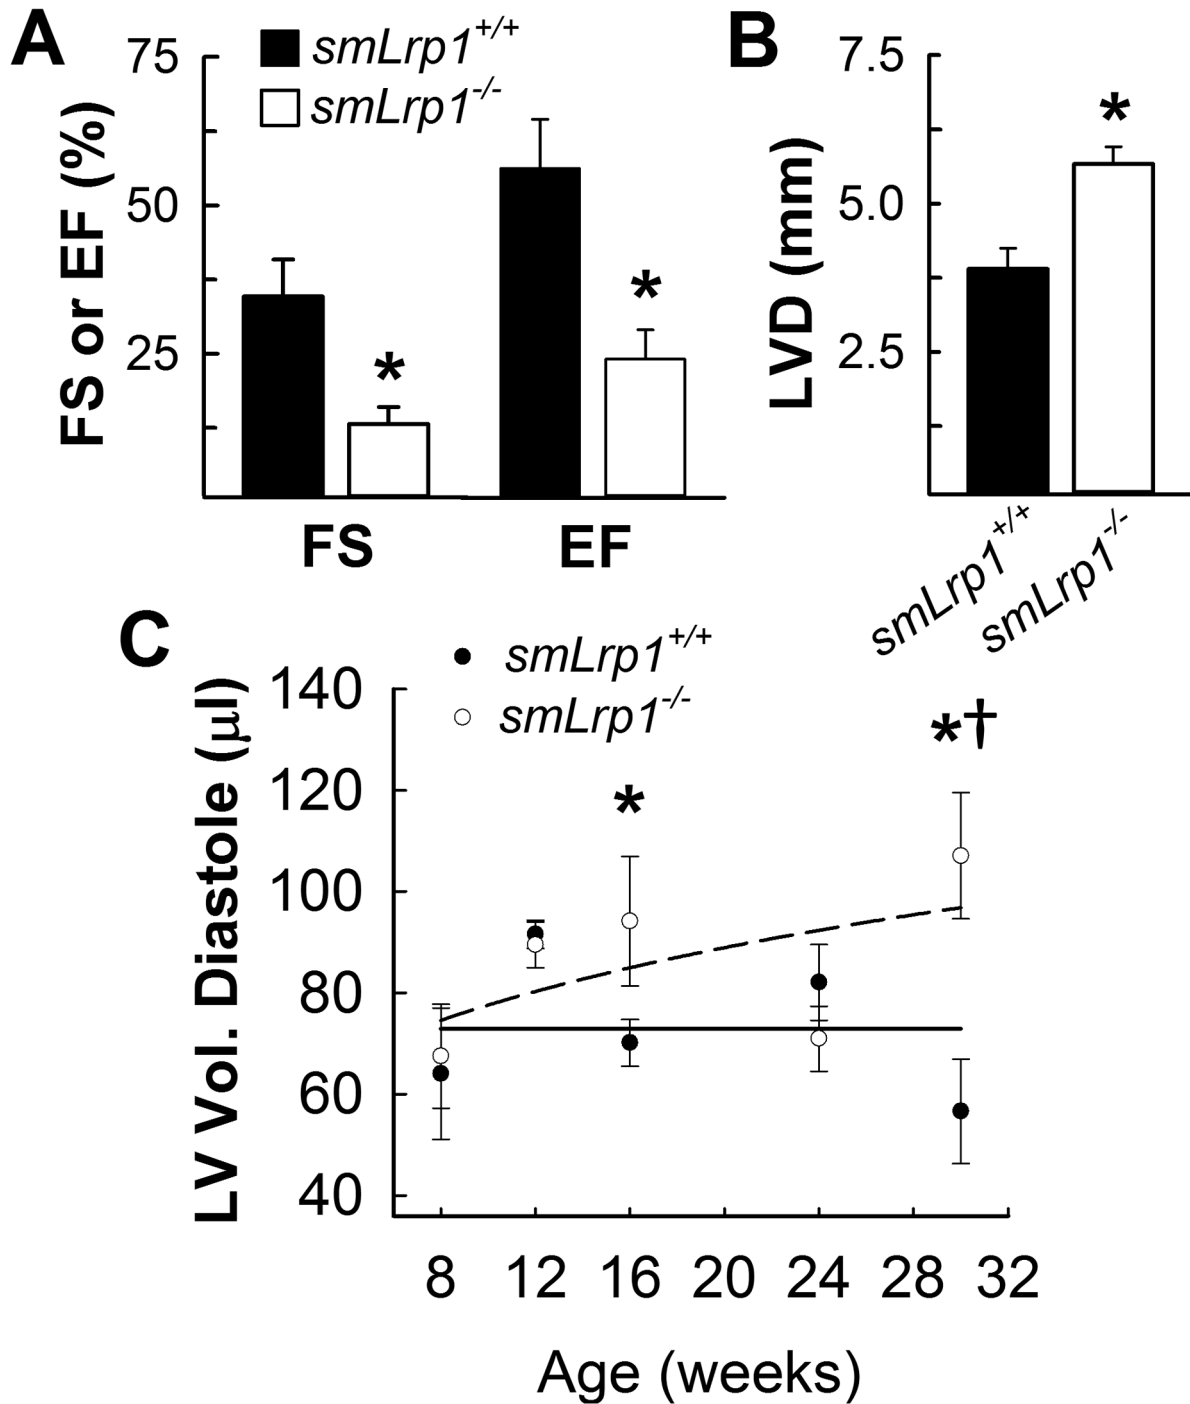 A
smLrp1+/+
smLrp1-/-
FS or EF (%)
75
50
25
*
*
FS EF
B
LVD (mm)
7.5
5.0
2.5
*
smLrp1+/+
smLrp1-/-
C
smLrp1+/+
smLrp1-/-
LV Vol. Diastole (µl)
140
120
100
80
60
40
*
*†
8 12 16 20 24 28 32
Age (weeks)